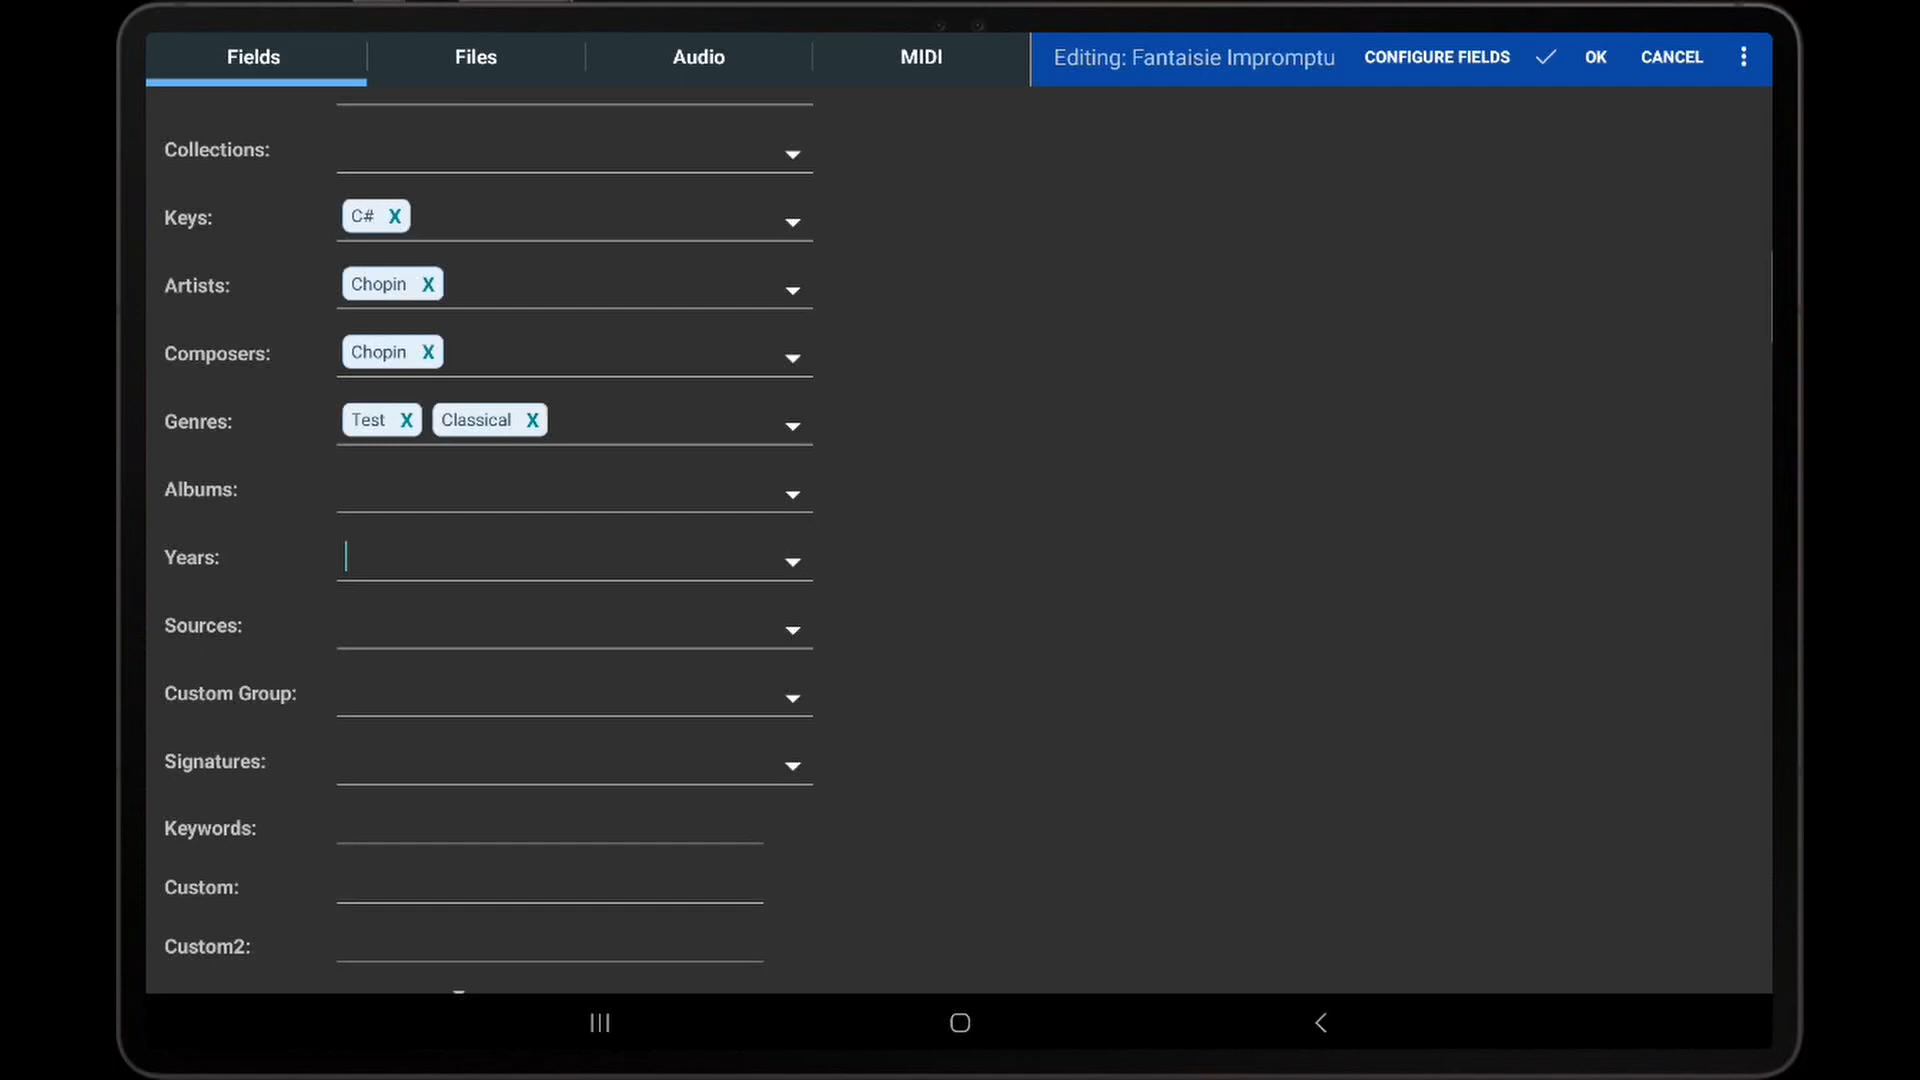 Fields Files Audio MIDI Editing: Fantaisie Impromptu CONFIGURE FIELDS OK CANCEL
Collections:
Keys: C# X
Artists: Chopin X
Composers: Chopin X
Genres: Test X Classical X
Albums:
Years:
Sources:
Custom Group:
Signatures:
Keywords:
Custom:
Custom2: